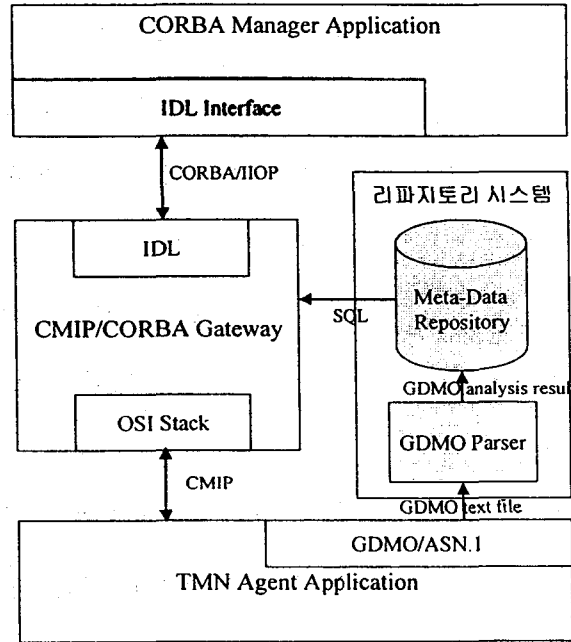 CORBA Manager Application
IDL Interface
CORBA/IIOP
리파지토리 시스템
IDL
Meta-Data
Repository
SQL
CMIP/CORBA Gateway
GDMO analysis resul
OSI Stack
GDMO Parser
CMIP
GDMO text file
GDMO/ASN.1
TMN Agent Application